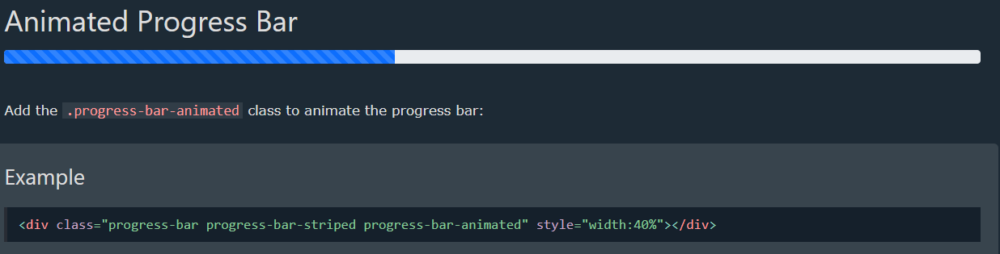 Animated Progress Bar
Add the .progress-bar-animated class to animate the progress bar:
Example
<div class="progress-bar progress-bar-striped progress-bar-animated" style="width:40%"></div>